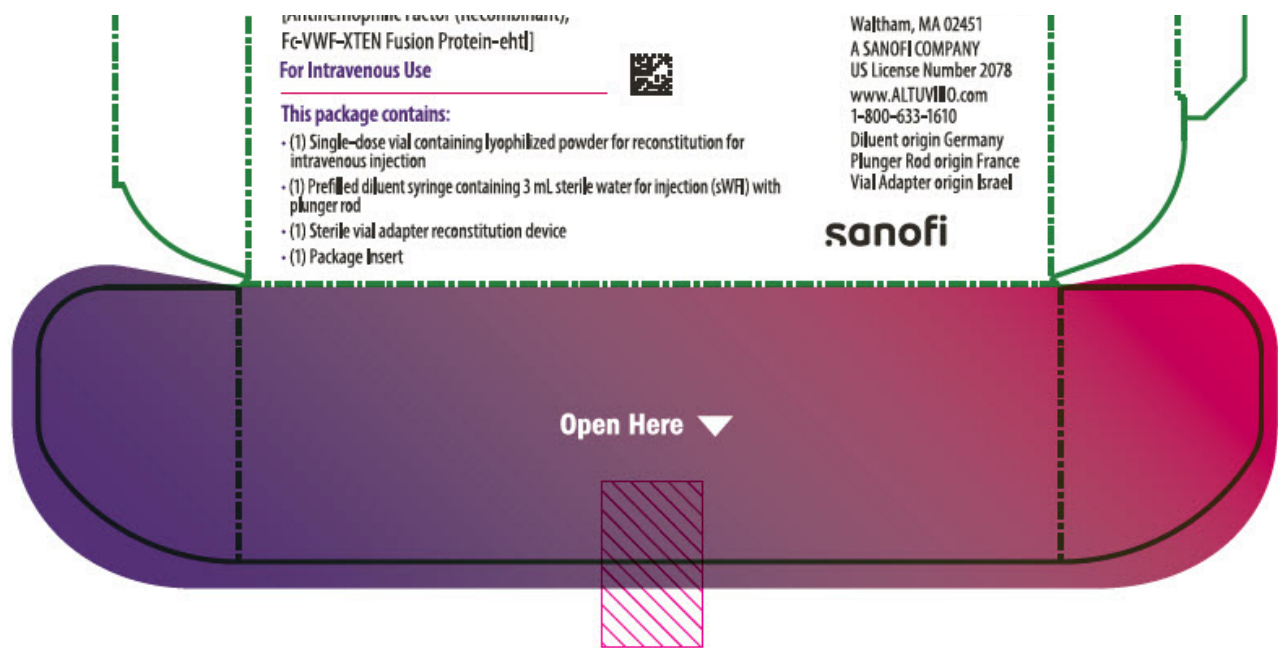 [Antihemophilic Factor (Recombinant),
Fc-VWF-XTEN Fusion Protein-ehtl]
For Intravenous Use
This package contains:
• (1) Single-dose vial containing lyophilized powder for reconstitution for
intravenous injection
• (1) Prefilled diluent syringe containing 3 mL sterile water for injection (sWFI) with
plunger rod
• (1) Sterile vial adapter reconstitution device
• (1) Package Insert
Waltham, MA 02451
A SANOFI COMPANY
US License Number 2078
www.ALTUVIIIO.com
1-800-633-1610
Diluent origin Germany
Plunger Rod origin France
Vial Adapter origin Israel
sanofi
Open Here